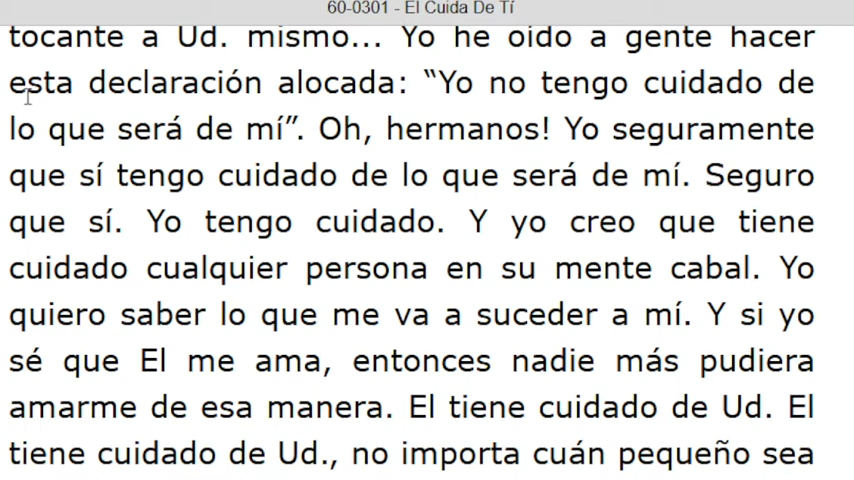 60-0301 - El Cuida De Tí
tocante a Ud. mismo... Yo he oído a gente hacer
esta declaración alocada: “Yo no tengo cuidado de
lo que será de mí”. Oh, hermanos! Yo seguramente
que sí tengo cuidado de lo que será de mí. Seguro
que sí. Yo tengo cuidado. Y yo creo que tiene
cuidado cualquier persona en su mente cabal. Yo
quiero saber lo que me va a suceder a mí. Y si yo
sé que El me ama, entonces nadie más pudiera
amarme de esa manera. El tiene cuidado de Ud. El
tiene cuidado de Ud., no importa cuán pequeño sea